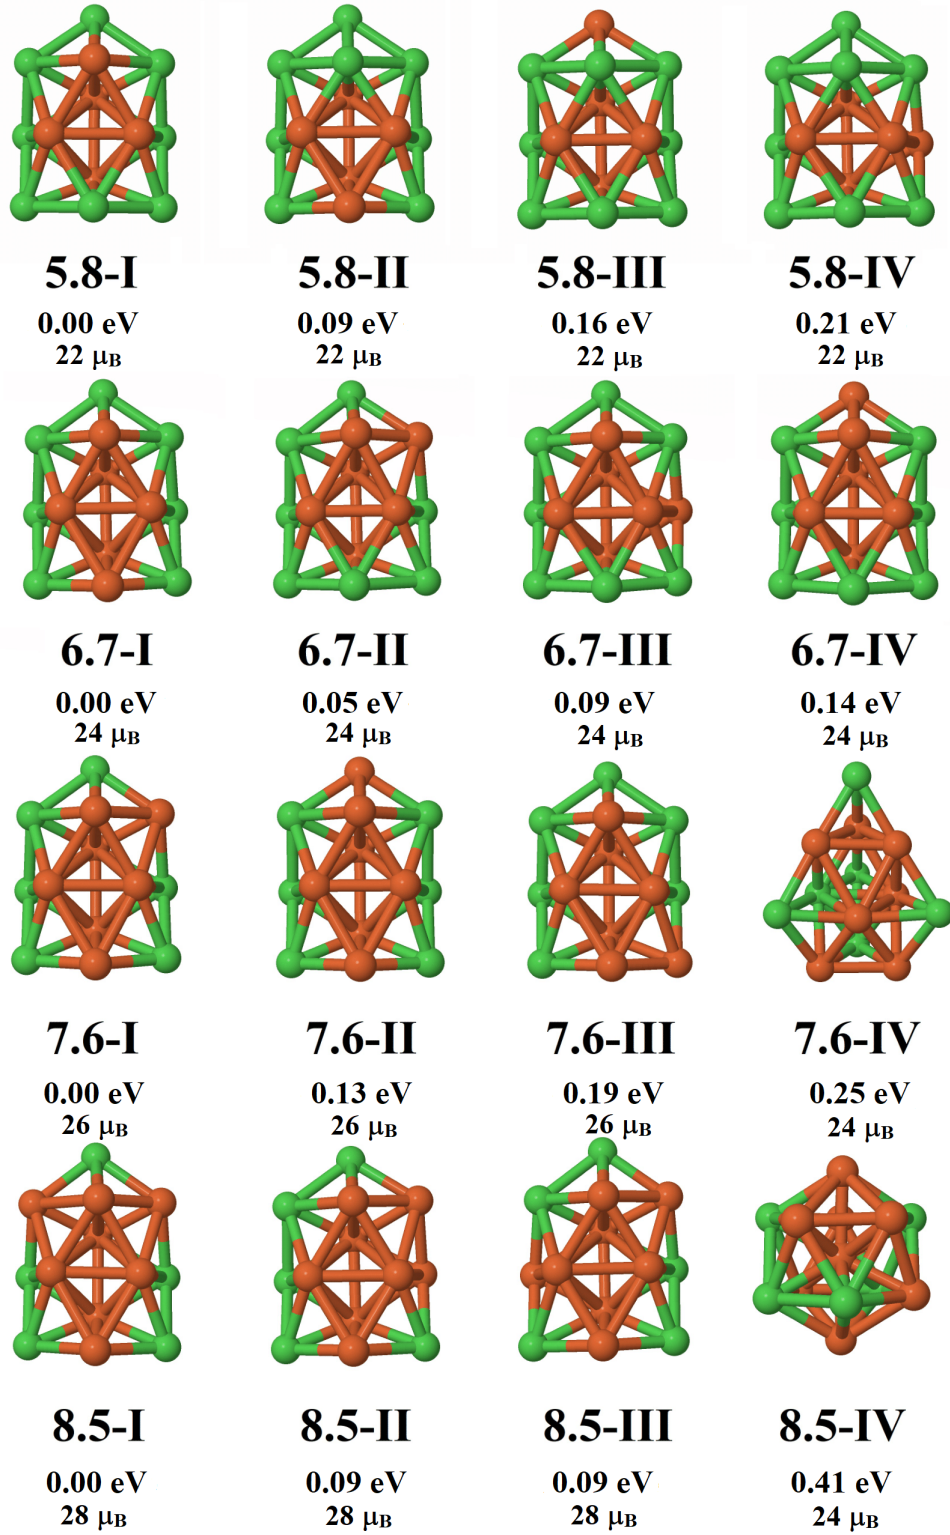 5.8-I 5.8-II 5.8-III 5.8-IV
0.00 eV 0.09 eV 0.16 eV 0.21 eV
22 μB 22 μB 22 μB 22 μB
6.7-I 6.7-II 6.7-III 6.7-IV
0.00 eV 0.05 eV 0.09 eV 0.14 eV
24 μB 24 μB 24 μB 24 μB
7.6-I 7.6-II 7.6-III 7.6-IV
0.00 eV 0.13 eV 0.19 eV 0.25 eV
26 μB 26 μB 26 μB 24 μB
8.5-I 8.5-II 8.5-III 8.5-IV
0.00 eV 0.09 eV 0.09 eV 0.41 eV
28 μB 28 μB 28 μB 24 μB